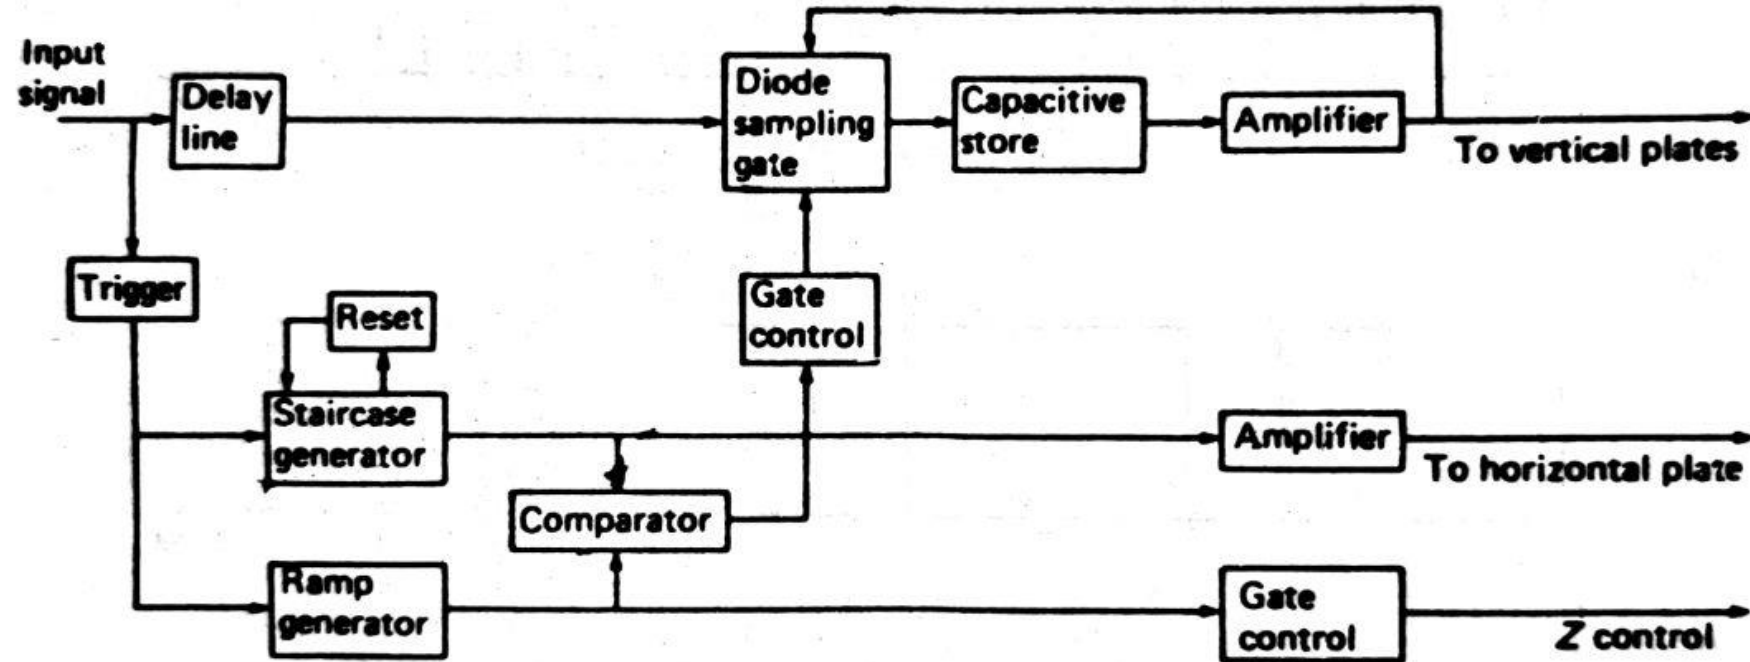 Input
signal
Delay
line
Diode
sampling
gate
Capacitive
store
Amplifier
To vertical plates
Trigger
Reset
Gate
control
Staircase
generator
Amplifier
To horizontal plate
Comparator
Ramp
generator
Gate
control
Z control